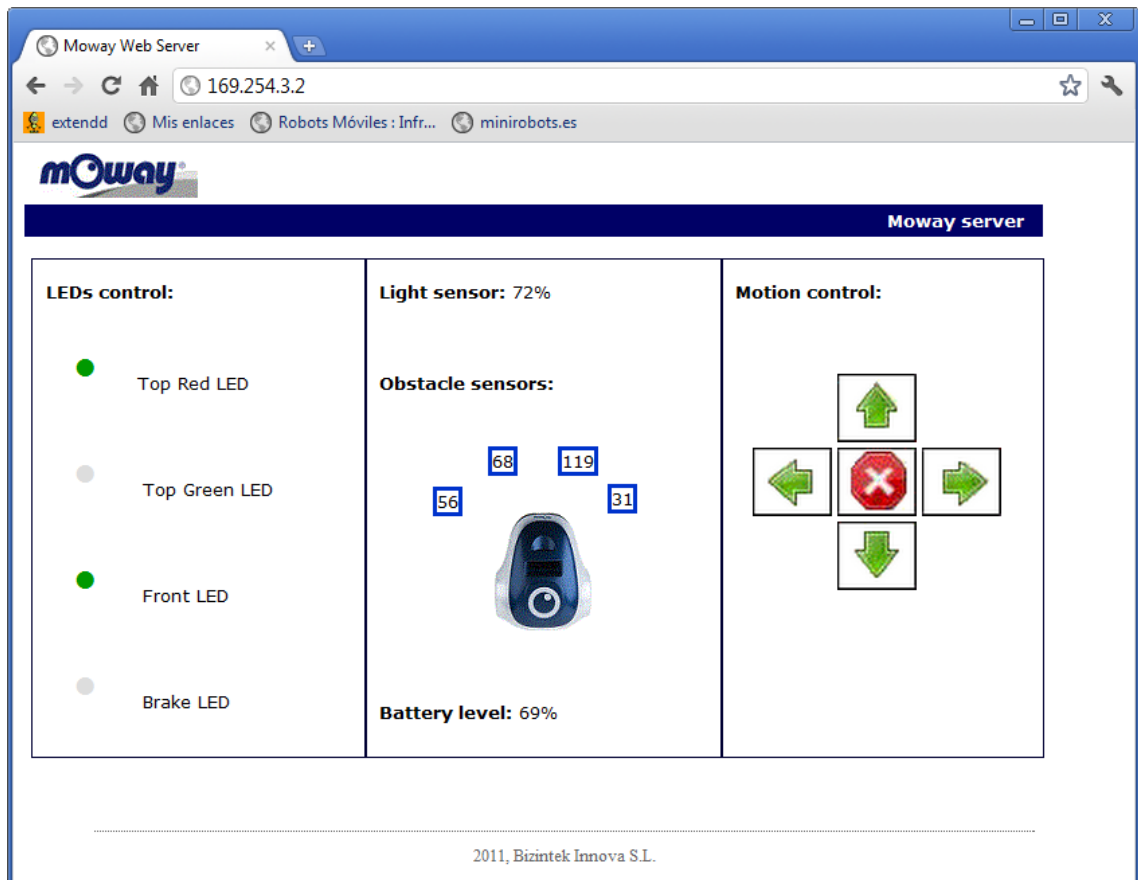 Moway Web Server
169.254.3.2
extendd Mis enlaces Robots Móviles : Infr... minirobots.es
mOway
Moway server
LEDs control:
Top Red LED
Top Green LED
Front LED
Brake LED
Light sensor: 72%
Obstacle sensors:
68 119
56 31
Battery level: 69%
Motion control:
2011, Bizintek Innova S.L.